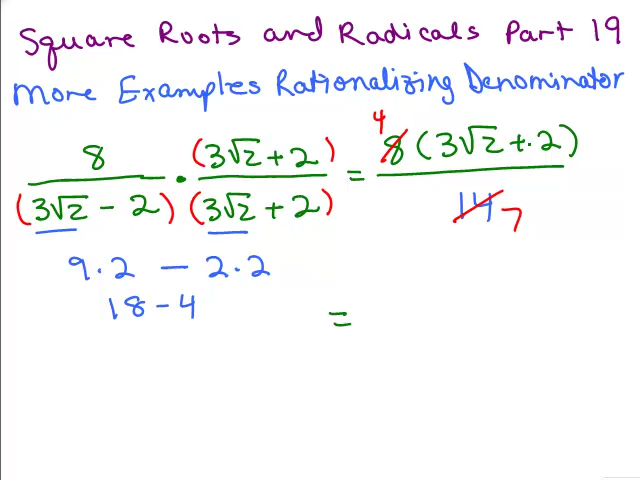 Square Roots and Radicals Part 19
More Examples Rationalizing Denominator
8/(3√2 - 2) · (3√2 + 2)/(3√2 + 2) = 4 8(3√2 + 2)/14 7
9·2 - 2·2
18 - 4
=